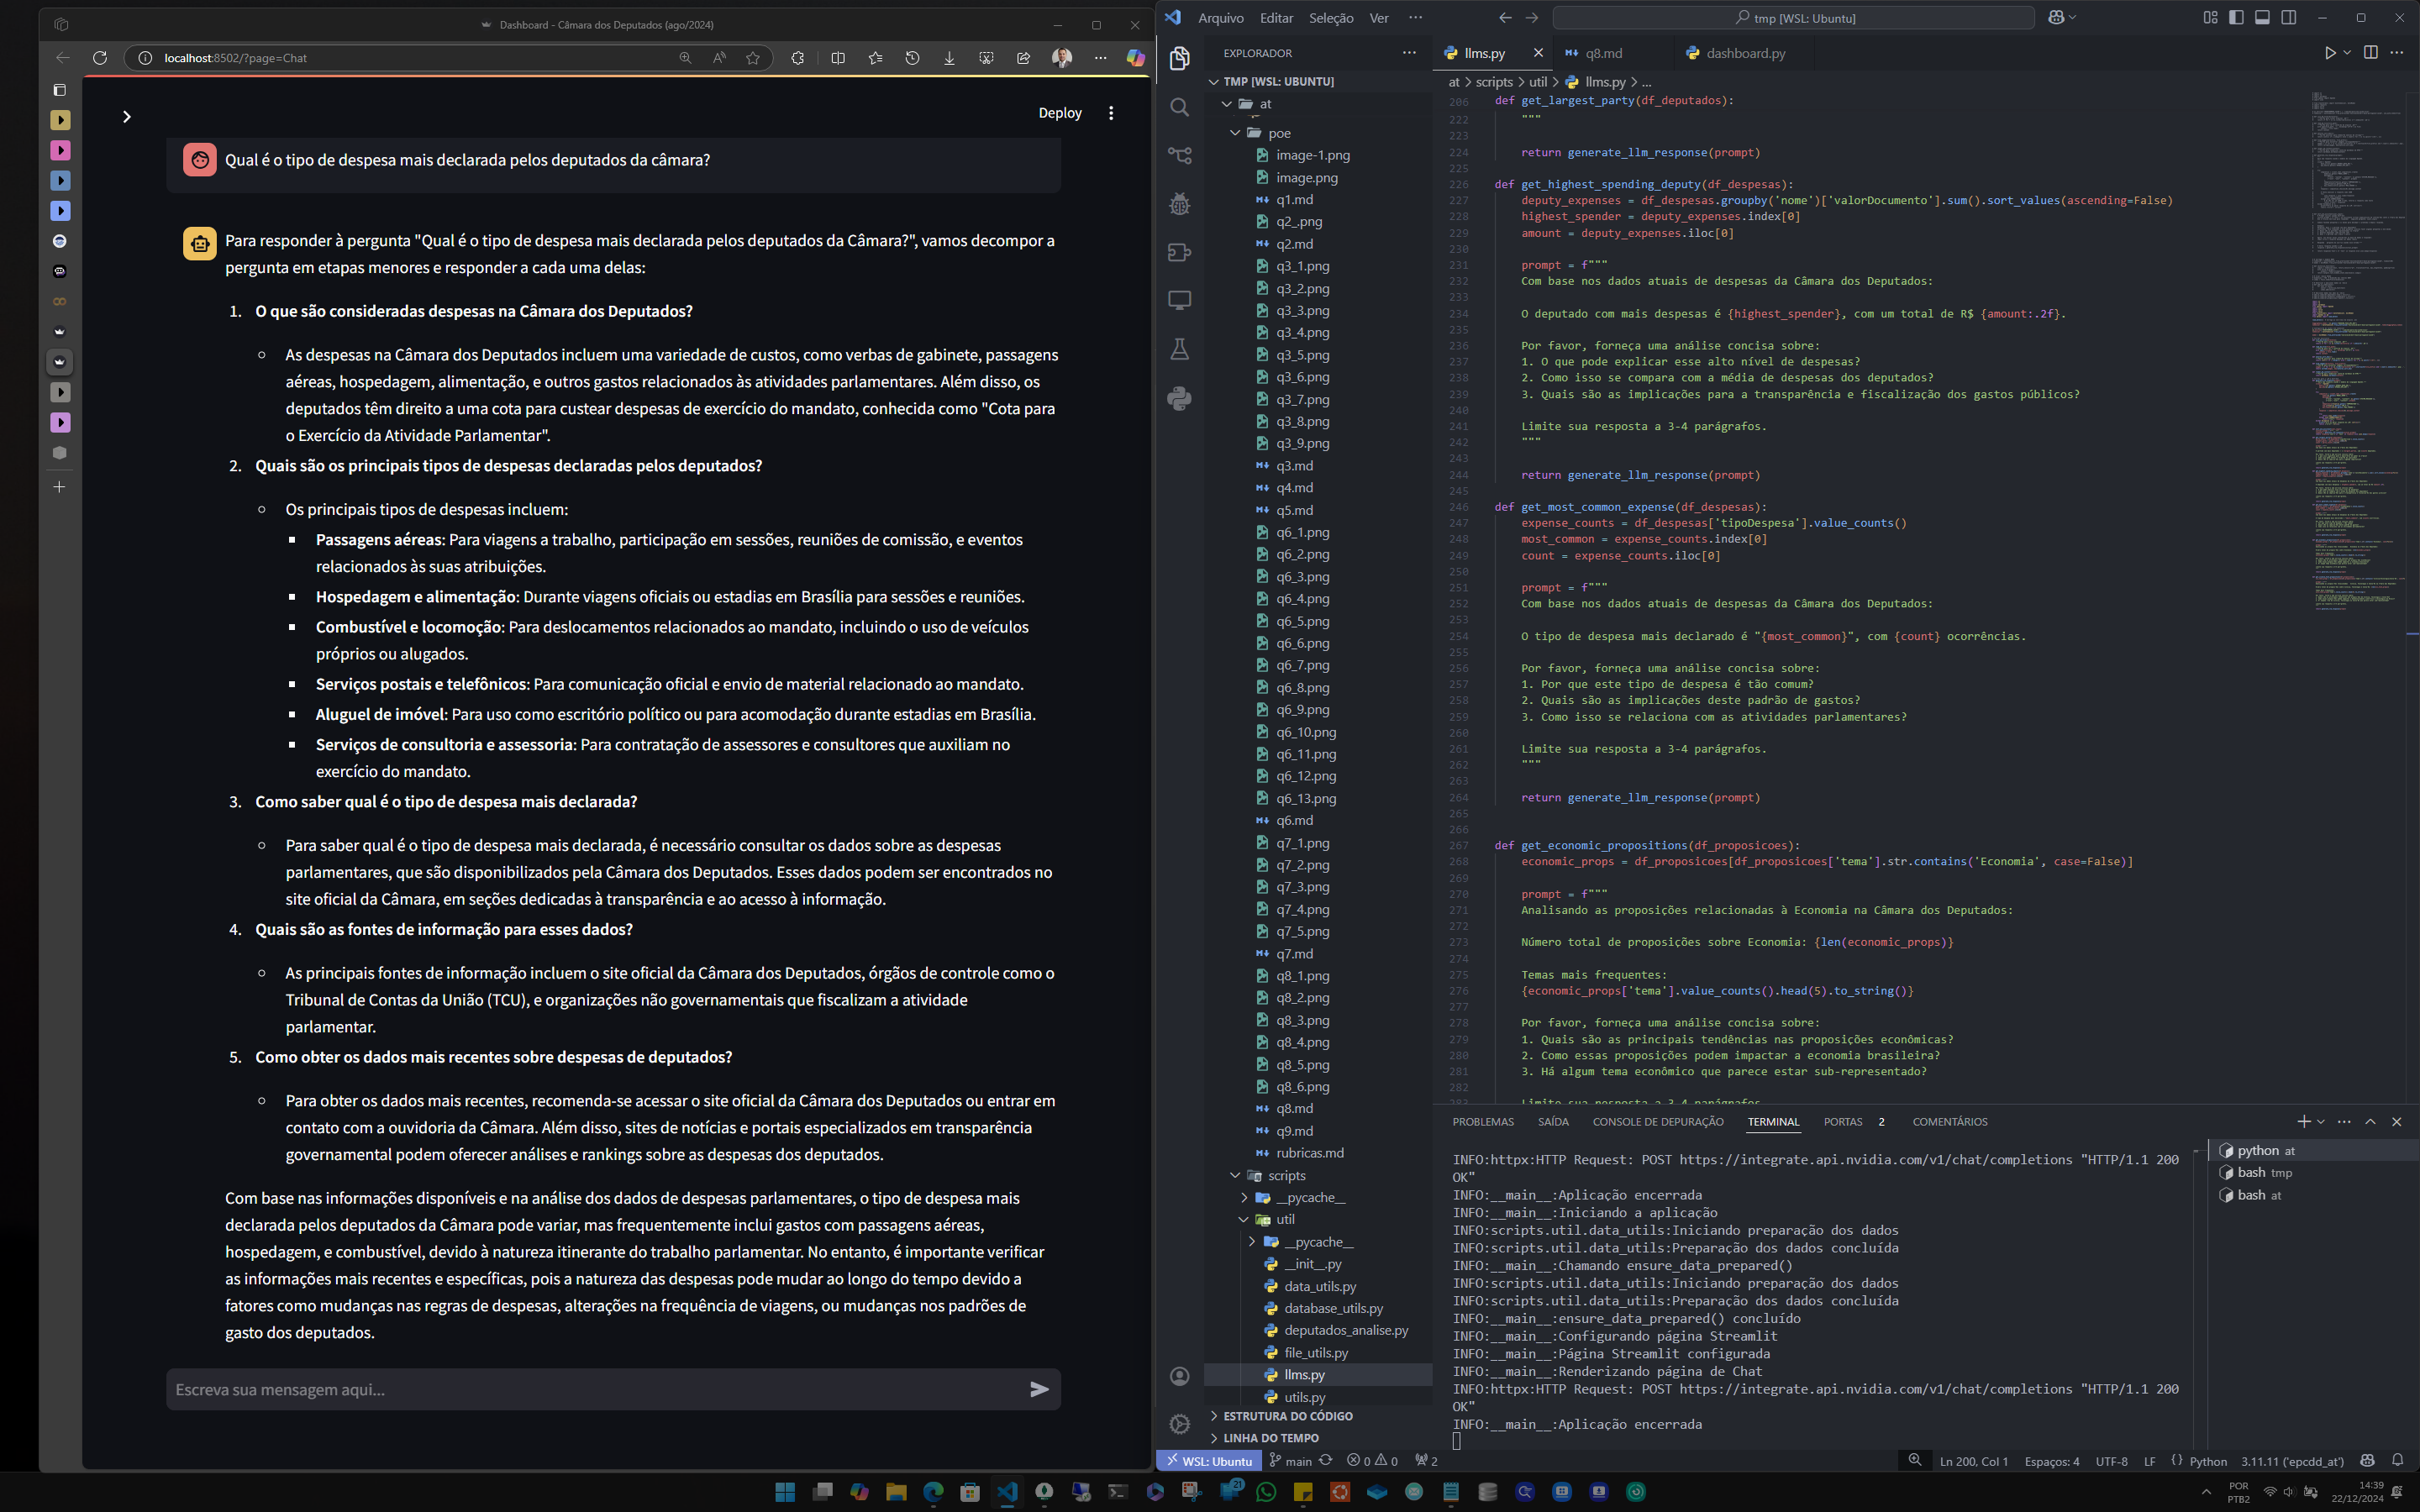 Dashboard - Câmara dos Deputados (ago/2024)
localhost:8502/?page=Chat
Deploy
Qual é o tipo de despesa mais declarada pelos deputados da câmara?
Para responder à pergunta "Qual é o tipo de despesa mais declarada pelos deputados da Câmara?", vamos decompor a
pergunta em etapas menores e responder a cada uma delas:
1. O que são consideradas despesas na Câmara dos Deputados?
As despesas na Câmara dos Deputados incluem uma variedade de custos, como verbas de gabinete, passagens
aéreas, hospedagem, alimentação, e outros gastos relacionados às atividades parlamentares. Além disso, os
deputados têm direito a uma cota para custear despesas de exercício do mandato, conhecida como "Cota para
o Exercício da Atividade Parlamentar".
2. Quais são os principais tipos de despesas declaradas pelos deputados?
Os principais tipos de despesas incluem:
Passagens aéreas: Para viagens a trabalho, participação em sessões, reuniões de comissão, e eventos
relacionados às suas atribuições.
Hospedagem e alimentação: Durante viagens oficiais ou estadias em Brasília para sessões e reuniões.
Combustível e locomoção: Para deslocamentos relacionados ao mandato, incluindo o uso de veículos
próprios ou alugados.
Serviços postais e telefônicos: Para comunicação oficial e envio de material relacionado ao mandato.
Aluguel de imóvel: Para uso como escritório político ou para acomodação durante estadias em Brasília.
Serviços de consultoria e assessoria: Para contratação de assessores e consultores que auxiliam no
exercício do mandato.
3. Como saber qual é o tipo de despesa mais declarada?
Para saber qual é o tipo de despesa mais declarada, é necessário consultar os dados sobre as despesas
parlamentares, que são disponibilizados pela Câmara dos Deputados. Esses dados podem ser encontrados no
site oficial da Câmara, em seções dedicadas à transparência e ao acesso à informação.
4. Quais são as fontes de informação para esses dados?
As principais fontes de informação incluem o site oficial da Câmara dos Deputados, órgãos de controle como o
Tribunal de Contas da União (TCU), e organizações não governamentais que fiscalizam a atividade
parlamentar.
5. Como obter os dados mais recentes sobre despesas de deputados?
Para obter os dados mais recentes, recomenda-se acessar o site oficial da Câmara dos Deputados ou entrar em
contato com a ouvidoria da Câmara. Além disso, sites de notícias e portais especializados em transparência
governamental podem oferecer análises e rankings sobre as despesas dos deputados.
Com base nas informações disponíveis e na análise dos dados de despesas parlamentares, o tipo de despesa mais
declarada pelos deputados da Câmara pode variar, mas frequentemente inclui gastos com passagens aéreas,
hospedagem, e combustível, devido à natureza itinerante do trabalho parlamentar. No entanto, é importante verificar
as informações mais recentes e específicas, pois a natureza das despesas pode mudar ao longo do tempo devido a
fatores como mudanças nas regras de despesas, alterações na frequência de viagens, ou mudanças nos padrões de
gasto dos deputados.
Escreva sua mensagem aqui...
Arquivo Editar Seleção Ver
tmp [WSL: Ubuntu]
EXPLORADOR
TMP [WSL: UBUNTU]
at
poe
image-1.png
image.png
q1.md
q2_.png
q2.md
q3_1.png
q3_2.png
q3_3.png
q3_4.png
q3_5.png
q3_6.png
q3_7.png
q3_8.png
q3_9.png
q3.md
q4.md
q5.md
q6_1.png
q6_2.png
q6_3.png
q6_4.png
q6_5.png
q6_6.png
q6_7.png
q6_8.png
q6_9.png
q6_10.png
q6_11.png
q6_12.png
q6_13.png
q6.md
q7_1.png
q7_2.png
q7_3.png
q7_4.png
q7_5.png
q7.md
q8_1.png
q8_2.png
q8_3.png
q8_4.png
q8_5.png
q8_6.png
q8.md
q9.md
rubricas.md
scripts
__pycache__
util
__pycache__
__init__.py
data_utils.py
database_utils.py
deputados_analise.py
file_utils.py
llms.py
utils.py
ESTRUTURA DO CÓDIGO
LINHA DO TEMPO
llms.py q8.md dashboard.py
at > scripts > util > llms.py > ...
206 def get_largest_party(df_deputados):
222 """
223
224 return generate_llm_response(prompt)
225
226 def get_highest_spending_deputy(df_despesas):
227 deputy_expenses = df_despesas.groupby('nome')['valorDocumento'].sum().sort_values(ascending=False)
228 highest_spender = deputy_expenses.index[0]
229 amount = deputy_expenses.iloc[0]
230
231 prompt = f"""
232 Com base nos dados atuais de despesas da Câmara dos Deputados:
233
234 O deputado com mais despesas é {highest_spender}, com um total de R$ {amount:.2f}.
235
236 Por favor, forneça uma análise concisa sobre:
237 1. O que pode explicar esse alto nível de despesas?
238 2. Como isso se compara com a média de despesas dos deputados?
239 3. Quais são as implicações para a transparência e fiscalização dos gastos públicos?
240
241 Limite sua resposta a 3-4 parágrafos.
242 """
243
244 return generate_llm_response(prompt)
245
246 def get_most_common_expense(df_despesas):
247 expense_counts = df_despesas['tipoDespesa'].value_counts()
248 most_common = expense_counts.index[0]
249 count = expense_counts.iloc[0]
250
251 prompt = f"""
252 Com base nos dados atuais de despesas da Câmara dos Deputados:
253
254 O tipo de despesa mais declarado é "{most_common}", com {count} ocorrências.
255
256 Por favor, forneça uma análise concisa sobre:
257 1. Por que este tipo de despesa é tão comum?
258 2. Quais são as implicações deste padrão de gastos?
259 3. Como isso se relaciona com as atividades parlamentares?
260
261 Limite sua resposta a 3-4 parágrafos.
262 """
263
264 return generate_llm_response(prompt)
265
266
267 def get_economic_propositions(df_proposicoes):
268 economic_props = df_proposicoes[df_proposicoes['tema'].str.contains('Economia', case=False)]
269
270 prompt = f"""
271 Analisando as proposições relacionadas à Economia na Câmara dos Deputados:
272
273 Número total de proposições sobre Economia: {len(economic_props)}
274
275 Temas mais frequentes:
276 {economic_props['tema'].value_counts().head(5).to_string()}
277
278 Por favor, forneça uma análise concisa sobre:
279 1. Quais são as principais tendências nas proposições econômicas?
280 2. Como essas proposições podem impactar a economia brasileira?
281 3. Há algum tema econômico que parece estar sub-representado?
282
283 Limite sua resposta a 3-4 parágrafos
PROBLEMAS SAÍDA CONSOLE DE DEPURAÇÃO TERMINAL PORTAS 2 COMENTÁRIOS
INFO:httpx:HTTP Request: POST https://integrate.api.nvidia.com/v1/chat/completions "HTTP/1.1 200
OK"
INFO:__main__:Aplicação encerrada
INFO:__main__:Iniciando a aplicação
INFO:scripts.util.data_utils:Iniciando preparação dos dados
INFO:scripts.util.data_utils:Preparação dos dados concluída
INFO:__main__:Chamando ensure_data_prepared()
INFO:scripts.util.data_utils:Iniciando preparação dos dados
INFO:scripts.util.data_utils:Preparação dos dados concluída
INFO:__main__:ensure_data_prepared() concluído
INFO:__main__:Configurando página Streamlit
INFO:__main__:Página Streamlit configurada
INFO:__main__:Renderizando página de Chat
INFO:httpx:HTTP Request: POST https://integrate.api.nvidia.com/v1/chat/completions "HTTP/1.1 200
OK"
INFO:__main__:Aplicação encerrada
python at
bash tmp
bash at
WSL: Ubuntu main 0 0 2
Ln 200, Col 1 Espaços: 4 UTF-8 LF Python 3.11.11 ('epcdd_at')
21
POR
PTB2
14:39
22/12/2024